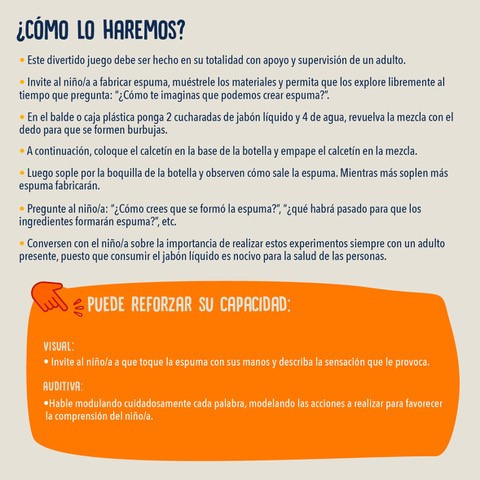 ¿CÓMO LO HAREMOS?
• Este divertido juego debe ser hecho en su totalidad con apoyo y supervisión de un adulto.
• Invite al niño/a a fabricar espuma, muéstrele los materiales y permita que los explore libremente al
tiempo que pregunta: “¿Cómo te imaginas que podemos crear espuma?”.
• En el balde o caja plástica ponga 2 cucharadas de jabón líquido y 4 de agua, revuelva la mezcla con el
dedo para que se formen burbujas.
• A continuación, coloque el calcetín en la base de la botella y empape el calcetín en la mezcla.
• Luego sople por la boquilla de la botella y observen cómo sale la espuma. Mientras más soplen más
espuma fabricarán.
• Pregunte al niño/a: “¿Cómo crees que se formó la espuma?”, “¿qué habrá pasado para que los
ingredientes formarán espuma?”, etc.
• Conversen con el niño/a sobre la importancia de realizar estos experimentos siempre con un adulto
presente, puesto que consumir el jabón líquido es nocivo para la salud de las personas.
PUEDE REFORZAR SU CAPACIDAD:
VISUAL:
• Invite al niño/a a que toque la espuma con sus manos y describa la sensación que le provoca.
AUDITIVA:
•Hable modulando cuidadosamente cada palabra, modelando las acciones a realizar para favorecer
la comprensión del niño/a.